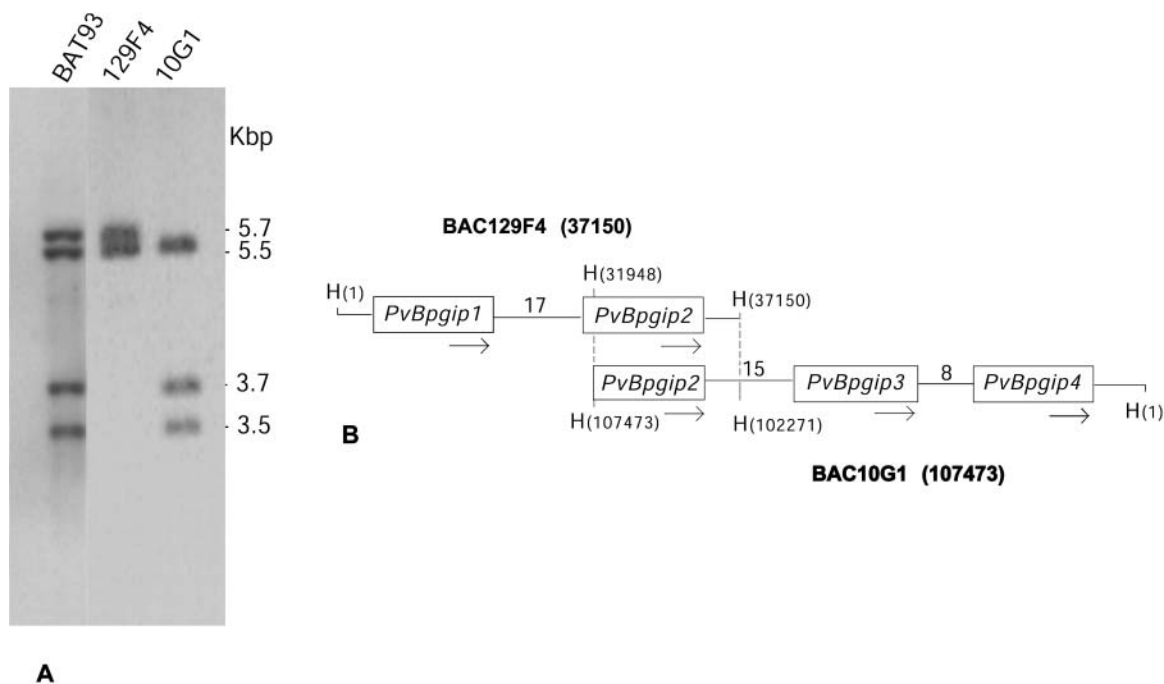 BAT93
129F4
10G1
Kbp
5.7
5.5
3.7
3.5
A
BAC129F4 (37150)
H(31948)
H(1)
PvBpgip1
17
PvBpgip2
H(37150)
PvBpgip2
15
PvBpgip3
8
PvBpgip4
H(107473)
H(102271)
H(1)
B
BAC10G1 (107473)